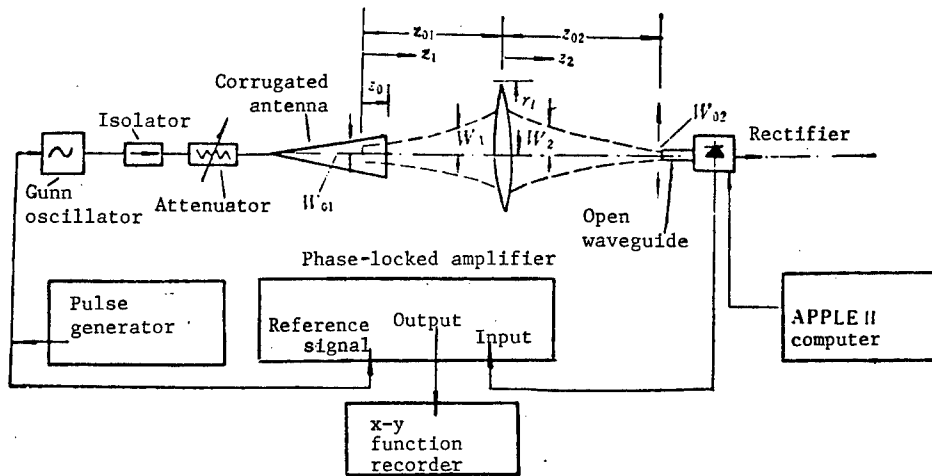 z₀₁
z₀₂
z₁
z₂
z₀
r₁
Corrugated
antenna
Isolator
W₁
W₂
W₀₂
Rectifier
Gunn
oscillator
Attenuator
W₀₁
Open
waveguide
Phase-locked amplifier
Pulse
generator
Reference
signal
Output
Input
APPLE II
computer
x-y
function
recorder